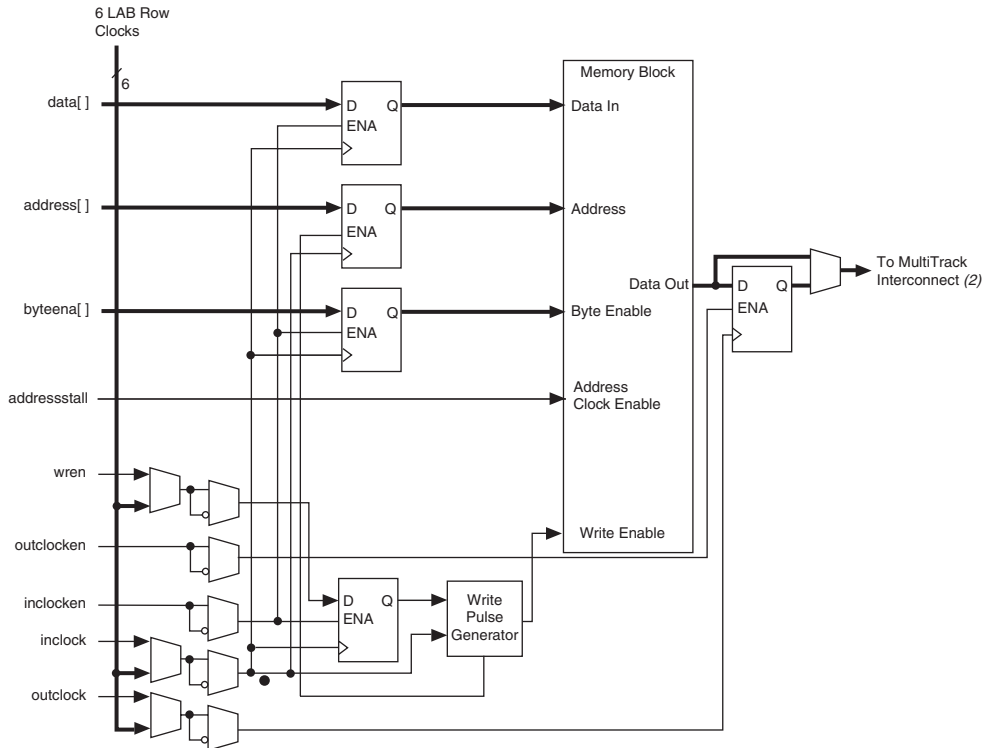 6 LAB Row
Clocks
6
data[ ]
D Q
ENA
Memory Block
Data In
address[ ]
D Q
ENA
Address
byteena[ ]
D Q
ENA
Byte Enable
Data Out
D Q
ENA
To MultiTrack
Interconnect (2)
addressstall
Address
Clock Enable
wren
outclocken
Write Enable
inclocken
D Q
ENA
Write
Pulse
Generator
inclock
outclock